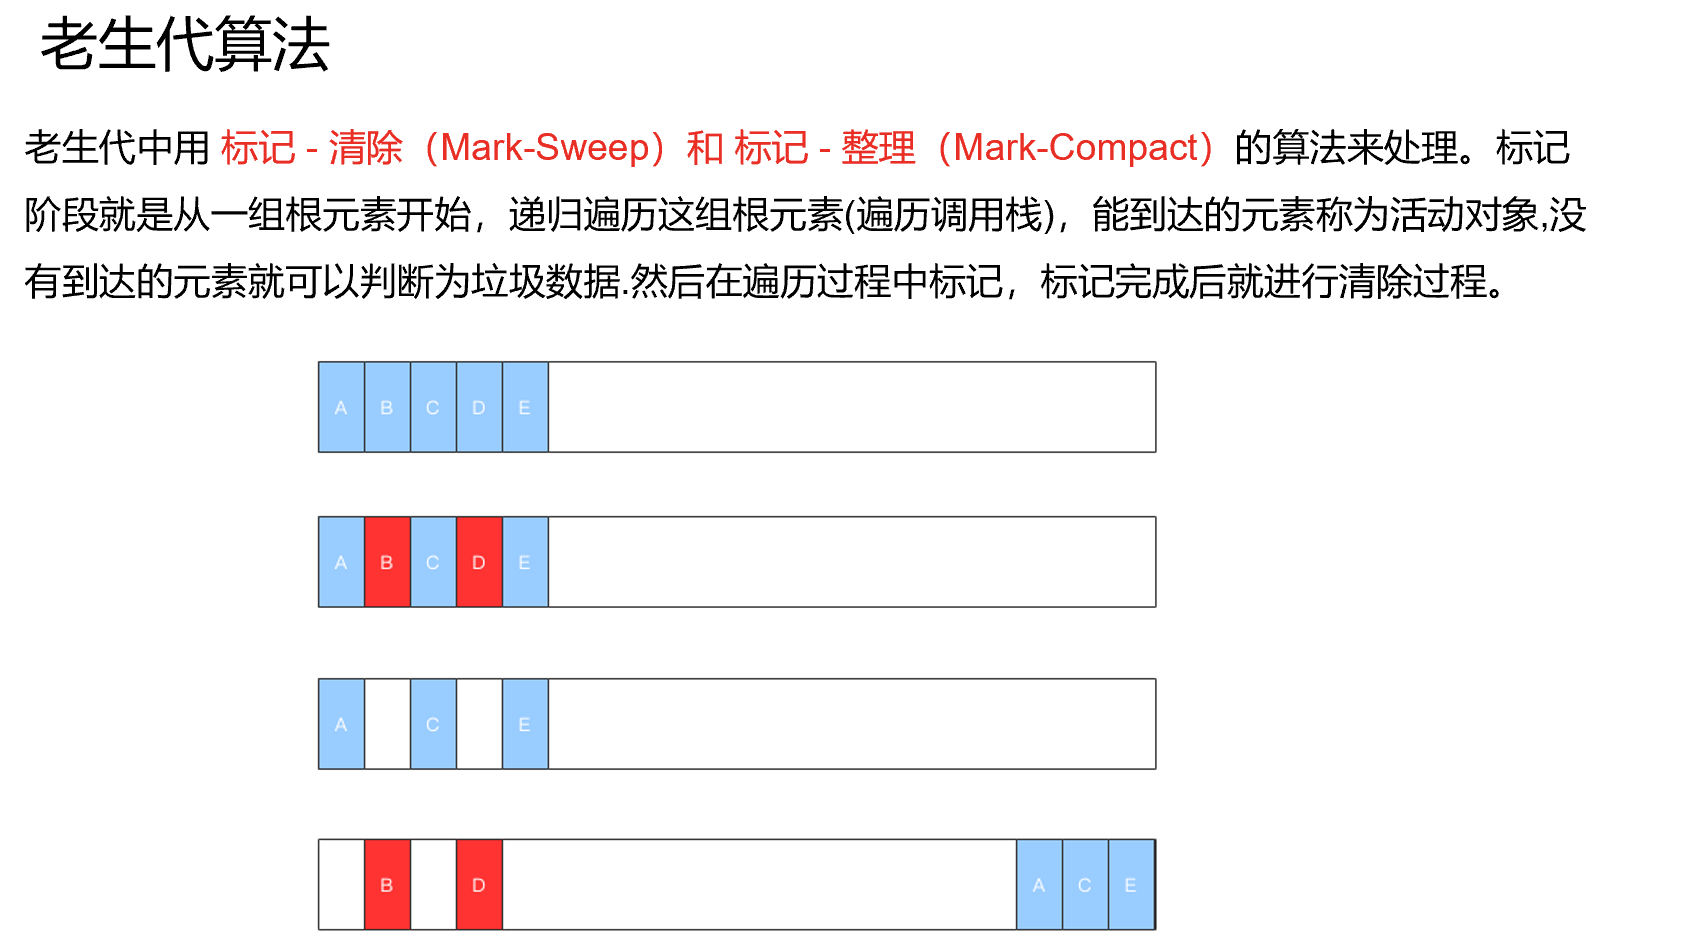 老生代算法
老生代中用 标记 - 清除（Mark-Sweep）和 标记 - 整理（Mark-Compact）的算法来处理。标记
阶段就是从一组根元素开始，递归遍历这组根元素(遍历调用栈)，能到达的元素称为活动对象,没
有到达的元素就可以判断为垃圾数据.然后在遍历过程中标记，标记完成后就进行清除过程。
A B C D E
A B C D E
A C E
B D A C E